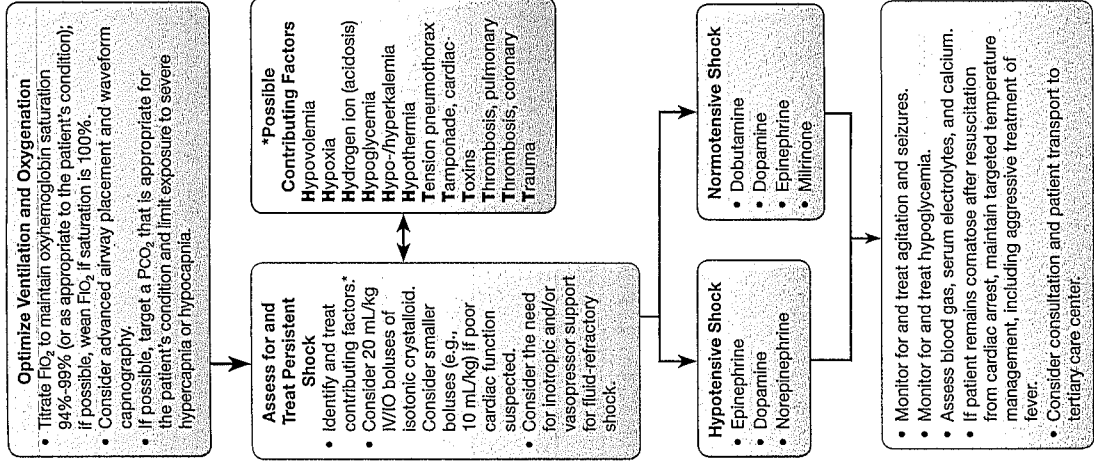 Optimize Ventilation and Oxygenation
• Titrate FiO₂ to maintain oxyhemoglobin saturation
94%-99% (or as appropriate to the patient's condition);
if possible, wean FiO₂ if saturation is 100%.
• Consider advanced airway placement and waveform
capnography.
• If possible, target a PCO₂ that is appropriate for
the patient's condition and limit exposure to severe
hypercapnia or hypocapnia.
Assess for and
Treat Persistent
Shock
• Identify and treat
contributing factors.*
• Consider 20 mL/kg
IV/IO boluses of
isotonic crystalloid.
Consider smaller
boluses (e.g.,
10 mL/kg) if poor
cardiac function
suspected.
• Consider the need
for inotropic and/or
vasopressor support
for fluid-refractory
shock.
*Possible
Contributing Factors
Hypovolemia
Hypoxia
Hydrogen ion (acidosis)
Hypoglycemia
Hypo-/hyperkalemia
Hypothermia
Tension pneumothorax
Tamponade, cardiac
Toxins
Thrombosis, pulmonary
Thrombosis, coronary
Trauma
Hypotensive Shock
• Epinephrine
• Dopamine
• Norepinephrine
Normotensive Shock
• Dobutamine
• Dopamine
• Epinephrine
• Milrinone
• Monitor for and treat agitation and seizures.
• Monitor for and treat hypoglycemia.
• Assess blood gas, serum electrolytes, and calcium.
• If patient remains comatose after resuscitation
from cardiac arrest, maintain targeted temperature
management, including aggressive treatment of
fever.
• Consider consultation and patient transport to
tertiary care center.